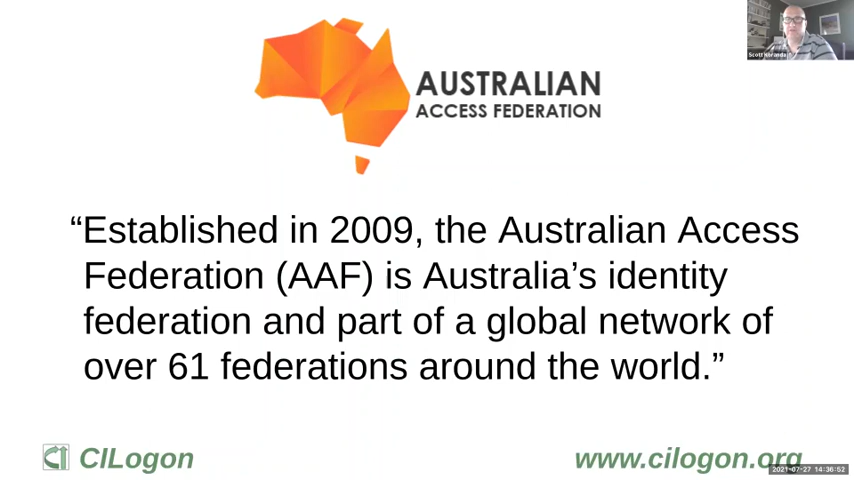 AUSTRALIAN
ACCESS FEDERATION
“Established in 2009, the Australian Access
Federation (AAF) is Australia’s identity
federation and part of a global network of
over 61 federations around the world.”
CILogon
www.cilogon.org
2021-07-27 14:36:52